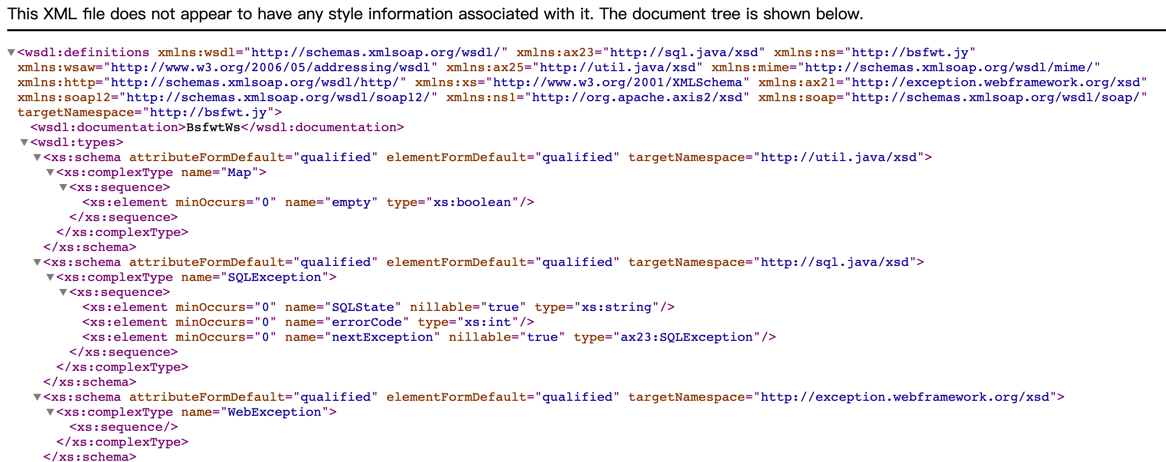 This XML file does not appear to have any style information associated with it. The document tree is shown below.
▼<wsdl:definitions xmlns:wsdl="http://schemas.xmlsoap.org/wsdl/" xmlns:ax23="http://sql.java/xsd" xmlns:ns="http://bsfwt.jy"
xmlns:wsaw="http://www.w3.org/2006/05/addressing/wsdl" xmlns:ax25="http://util.java/xsd" xmlns:mime="http://schemas.xmlsoap.org/wsdl/mime/"
xmlns:http="http://schemas.xmlsoap.org/wsdl/http/" xmlns:xs="http://www.w3.org/2001/XMLSchema" xmlns:ax21="http://exception.webframework.org/xsd"
xmlns:soap12="http://schemas.xmlsoap.org/wsdl/soap12/" xmlns:ns1="http://org.apache.axis2/xsd" xmlns:soap="http://schemas.xmlsoap.org/wsdl/soap/"
targetNamespace="http://bsfwt.jy">
<wsdl:documentation>BsfwtWs</wsdl:documentation>
▼<wsdl:types>
▼<xs:schema attributeFormDefault="qualified" elementFormDefault="qualified" targetNamespace="http://util.java/xsd">
▼<xs:complexType name="Map">
▼<xs:sequence>
<xs:element minOccurs="0" name="empty" type="xs:boolean"/>
</xs:sequence>
</xs:complexType>
</xs:schema>
▼<xs:schema attributeFormDefault="qualified" elementFormDefault="qualified" targetNamespace="http://sql.java/xsd">
▼<xs:complexType name="SQLException">
▼<xs:sequence>
<xs:element minOccurs="0" name="SQLState" nillable="true" type="xs:string"/>
<xs:element minOccurs="0" name="errorCode" type="xs:int"/>
<xs:element minOccurs="0" name="nextException" nillable="true" type="ax23:SQLException"/>
</xs:sequence>
</xs:complexType>
</xs:schema>
▼<xs:schema attributeFormDefault="qualified" elementFormDefault="qualified" targetNamespace="http://exception.webframework.org/xsd">
▼<xs:complexType name="WebException">
<xs:sequence/>
</xs:complexType>
</xs:schema>